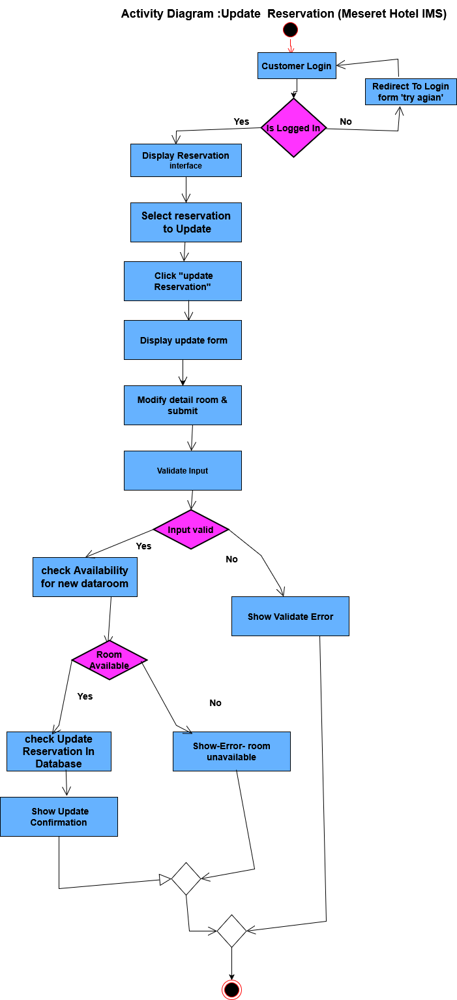 Activity Diagram :Update  Reservation (Meseret Hotel IMS)
Customer Login
Redirect To Login
form 'try agian'
Is Logged In
Yes
No
Display Reservation
interface
Select reservation
to Update
Click "update
Reservation"
Display update form
Modify detail room &
submit
Validate Input
Input valid
Yes
No
check Availability
for new dataroom
Show Validate Error
Room
Available
Yes
No
check Update
Reservation In
Database
Show-Error- room
unavailable
Show Update
Confirmation